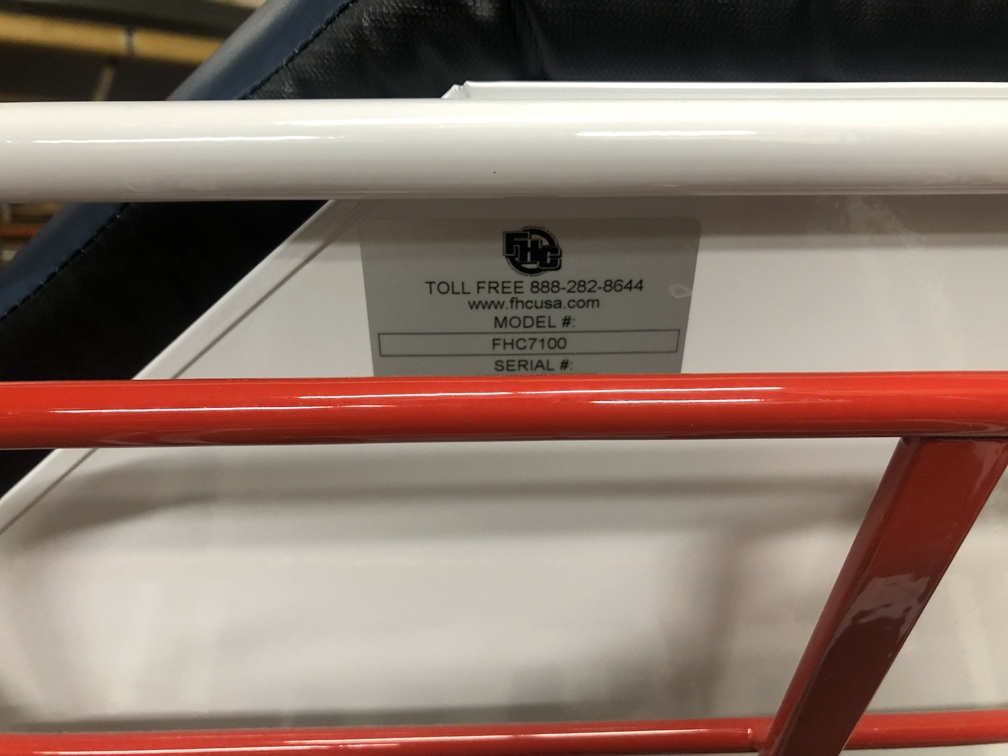 FHC
TOLL FREE 888-282-8644
www.fhcusa.com
MODEL #:
FHC7100
SERIAL #: